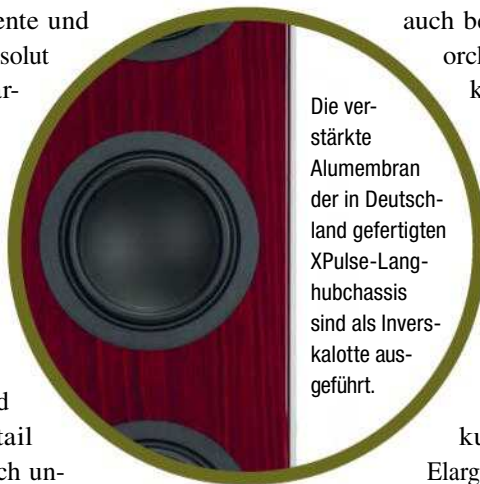 ente und
solut
ar-
d
tail
ch un-
Die ver-
stärkte
Alumembran
der in Deutsch-
land gefertigten
XPulse-Lang-
hubchassis
sind als Invers-
kalotte aus-
geführt.
auch be
orch
k
ku
Elarg